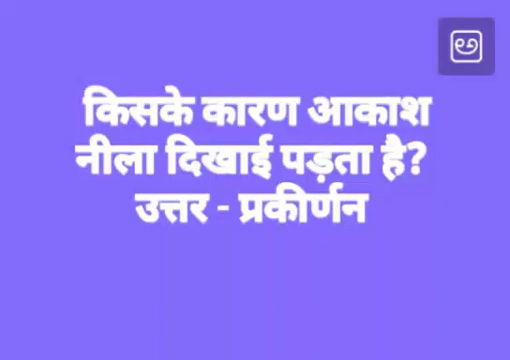 किसके कारण आकाश
नीला दिखाई पड़ता है?
उत्तर - प्रकीर्णन